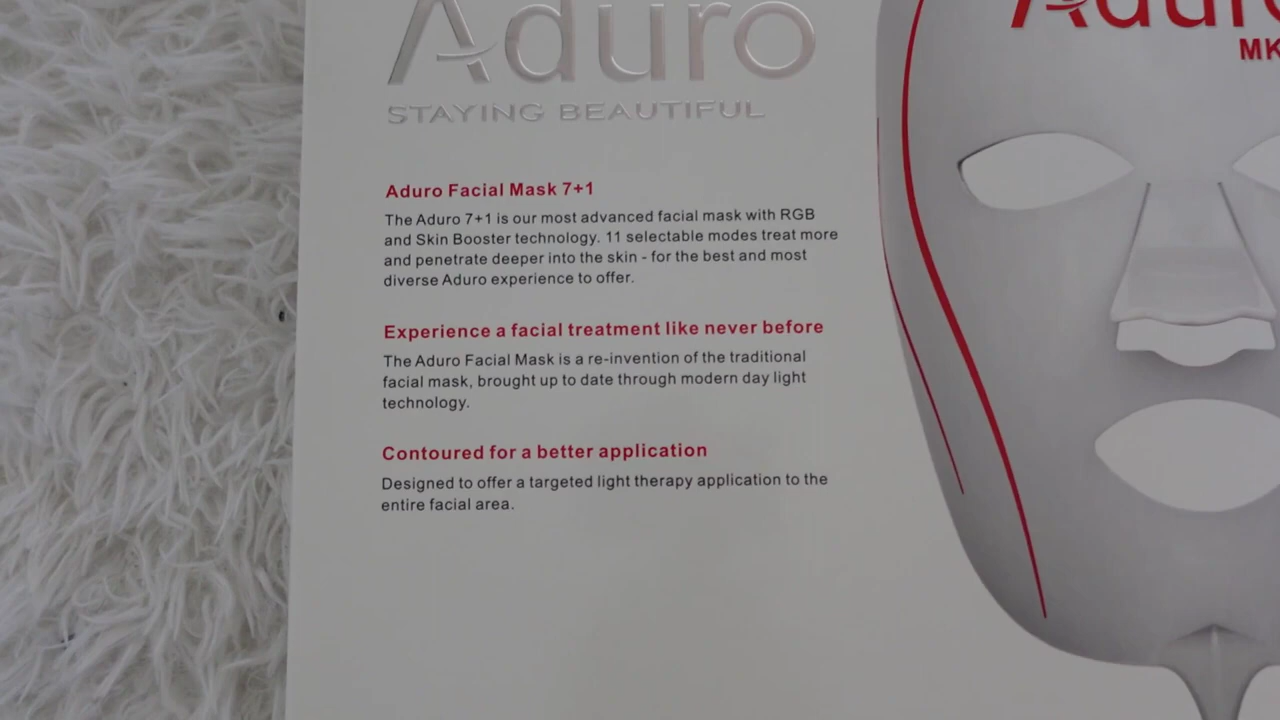 Aduro
STAYING BEAUTIFUL
Aduro Facial Mask 7+1
The Aduro 7+1 is our most advanced facial mask with RGB
and Skin Booster technology. 11 selectable modes treat more
and penetrate deeper into the skin - for the best and most
diverse Aduro experience to offer.
Experience a facial treatment like never before
The Aduro Facial Mask is a re-invention of the traditional
facial mask, brought up to date through modern day light
technology.
Contoured for a better application
Designed to offer a targeted light therapy application to the
entire facial area.
Aduro
MK